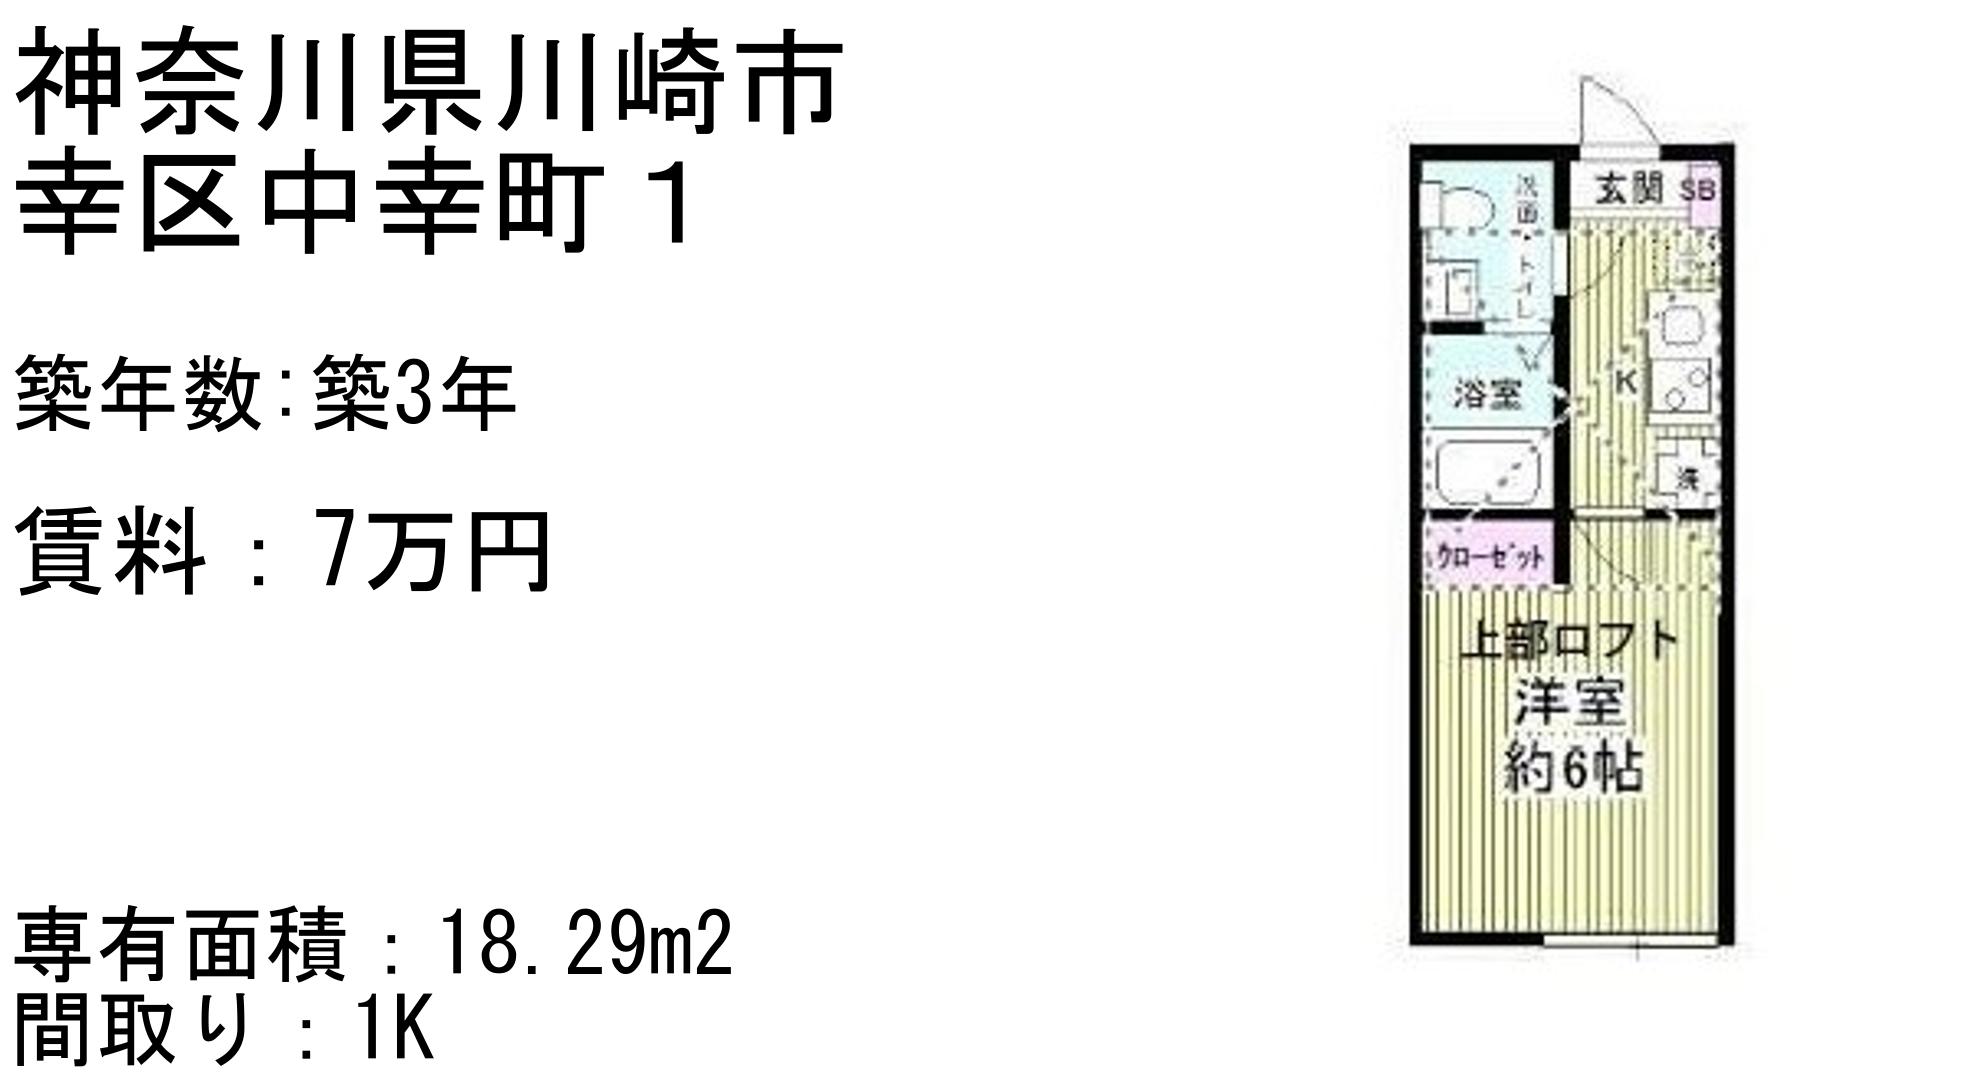 神奈川県川崎市
幸区中幸町１
築年数:築3年
賃料：7万円
専有面積：18.29m2
間取り：1K
玄関 SB
洗面・トイレ
K
浴室
洗
クローゼット
上部ロフト
洋室
約6帖